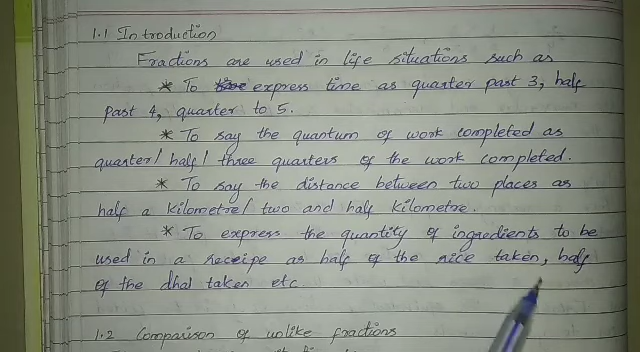 1.1 Introduction
Fractions are used in life situations such as
* To express time as quarter past 3, half
past 4, quarter to 5.
* To say the quantum of work completed as
quarter/ half/ three quarters of the work completed.
* To say the distance between two places as
half a kilometre/ two and half kilometre.
* To express the quantity of ingredients to be
used in a receipe as half of the rice taken, half
of the dhal taken etc.
1.2 Comparison of unlike fractions